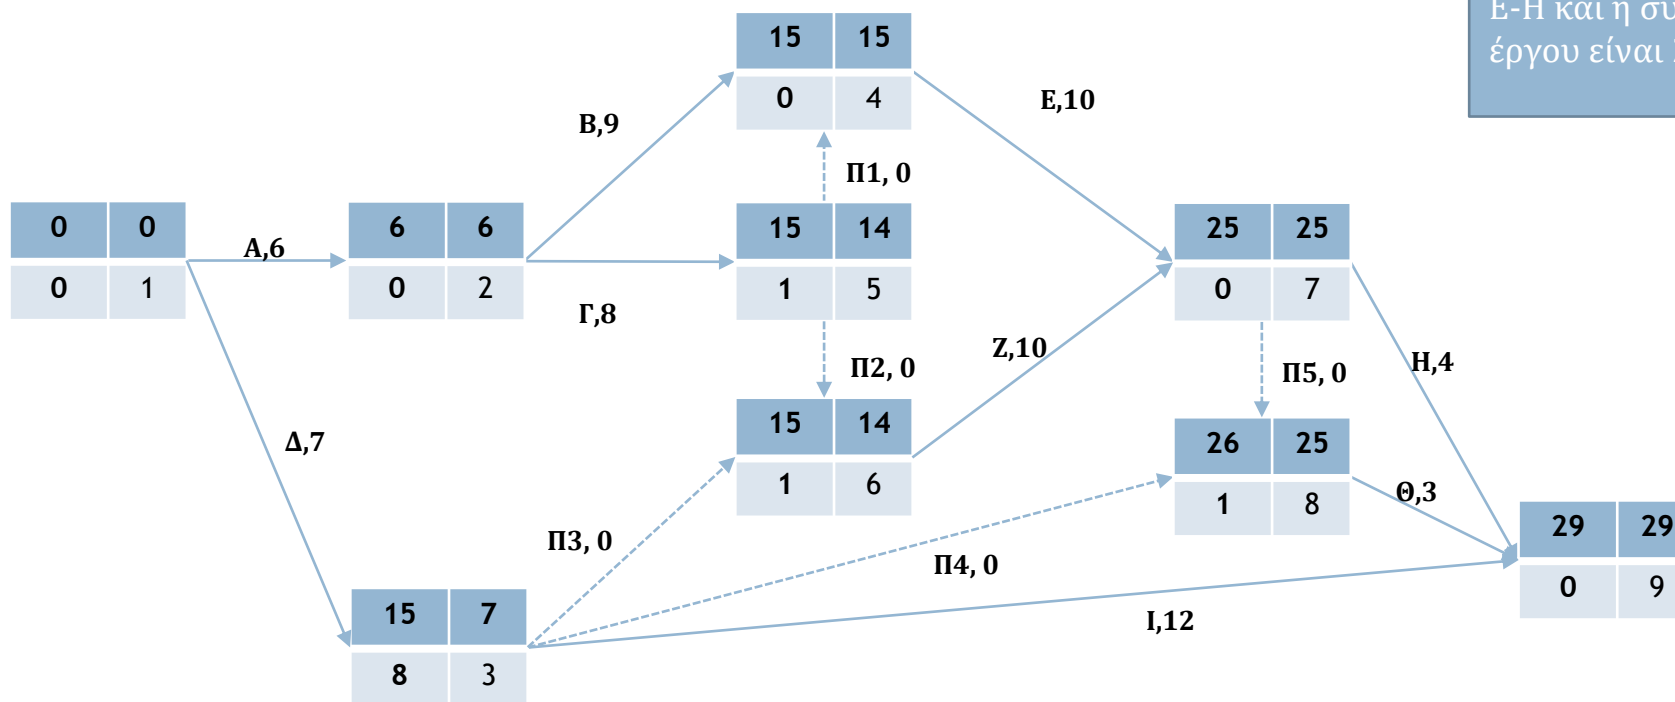 Ε-Η και η
έργου είναι
15 15
0 4
Β,9
Ε,10
Π1, 0
0 0
0 1
Α,6
6 6
0 2
15 14
1 5
25 25
0 7
Γ,8
Ζ,10
Π2, 0
Η,4
Π5, 0
15 14
1 6
Δ,7
26 25
1 8
Θ,3
Π3, 0
Π4, 0
29 29
0 9
Ι,12
15 7
8 3